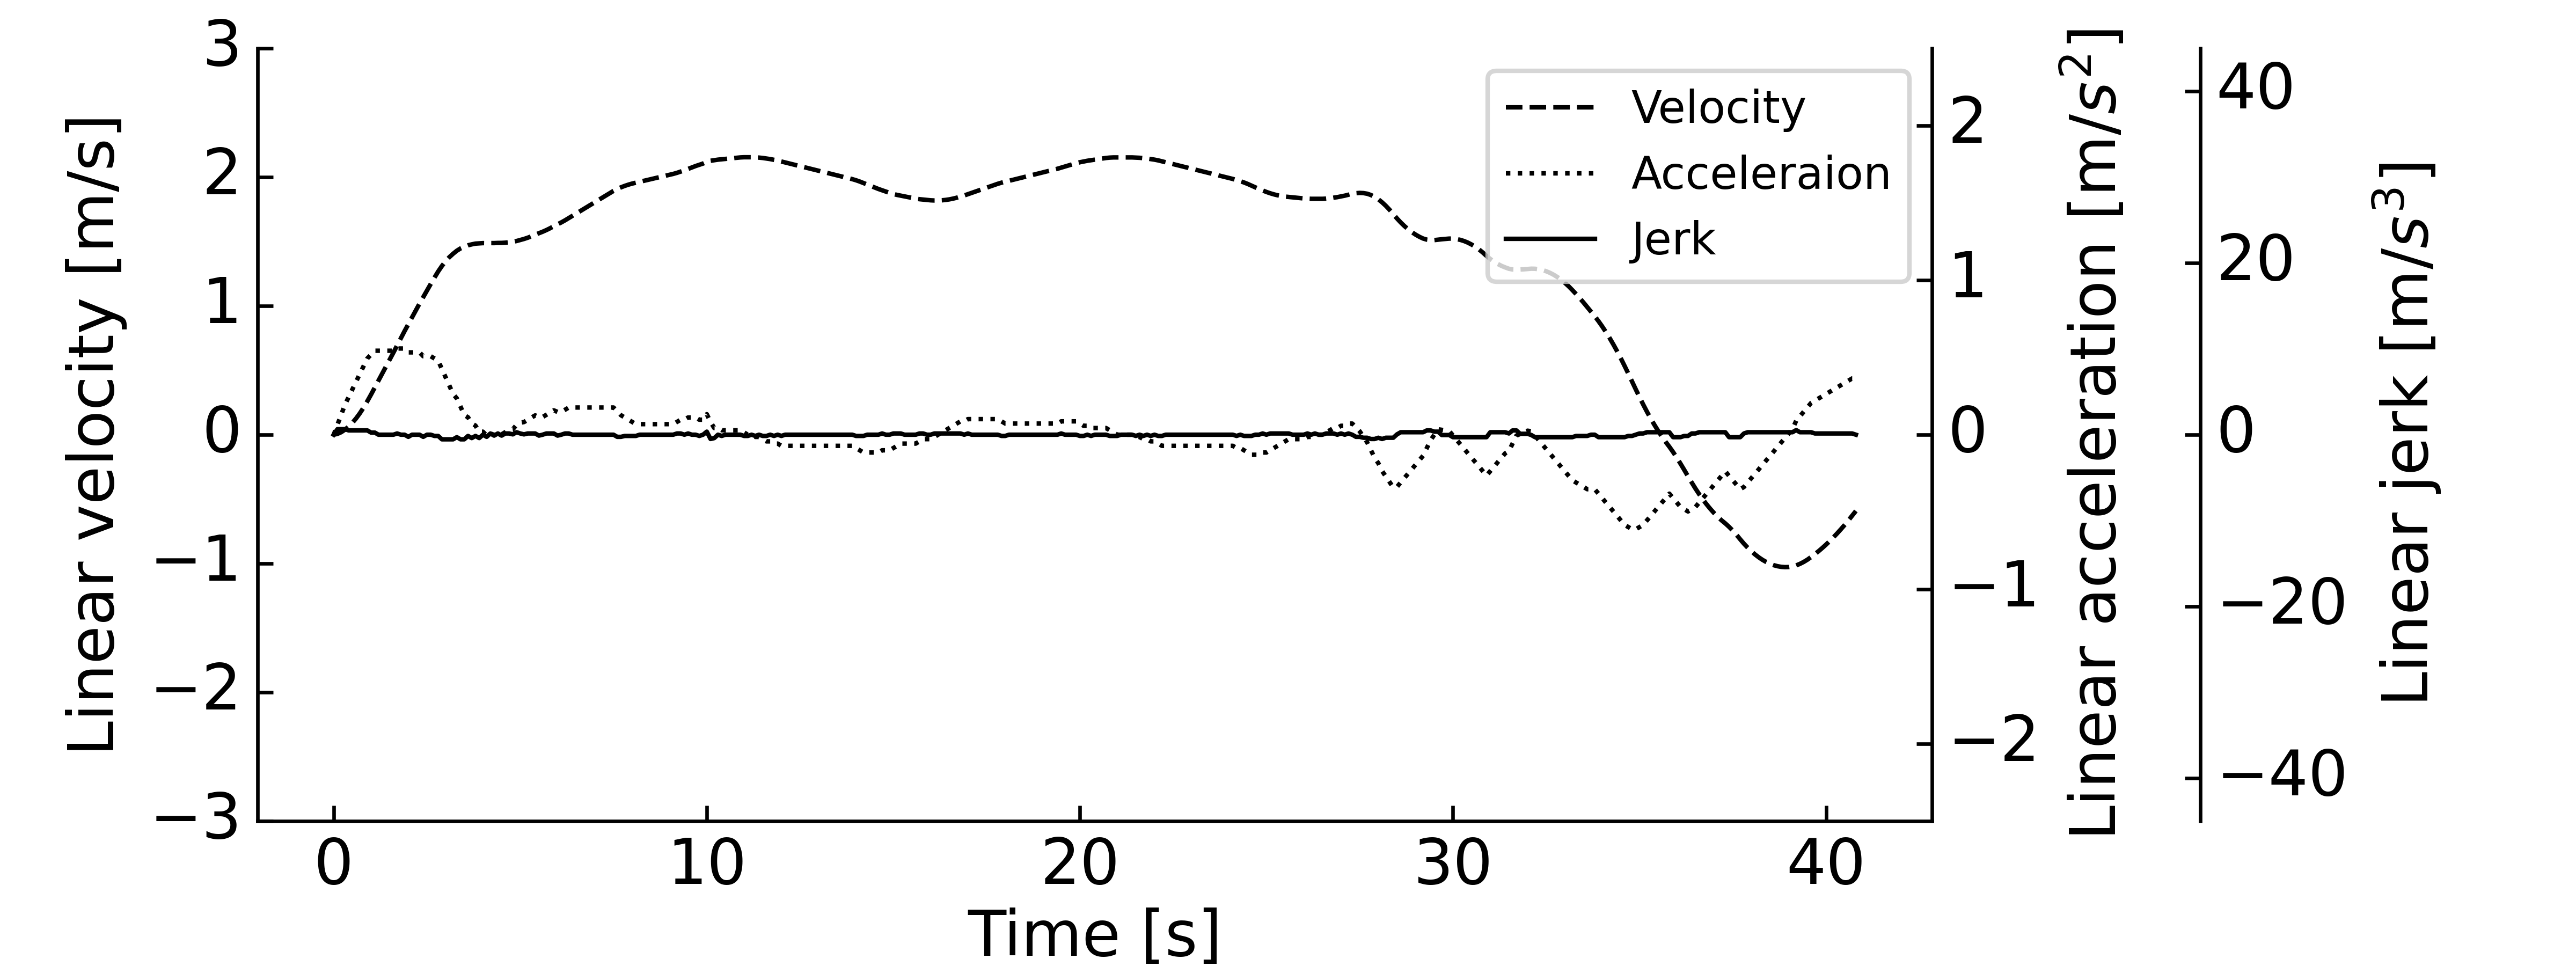 Linear velocity [m/s]
3
2
1
0
−1
−2
−3
0 10 20 30 40
Time [s]
Velocity
Acceleraion
Jerk
2
1
0
−1
−2
Linear acceleration [m/s²]
40
20
0
−20
−40
Linear jerk [m/s³]